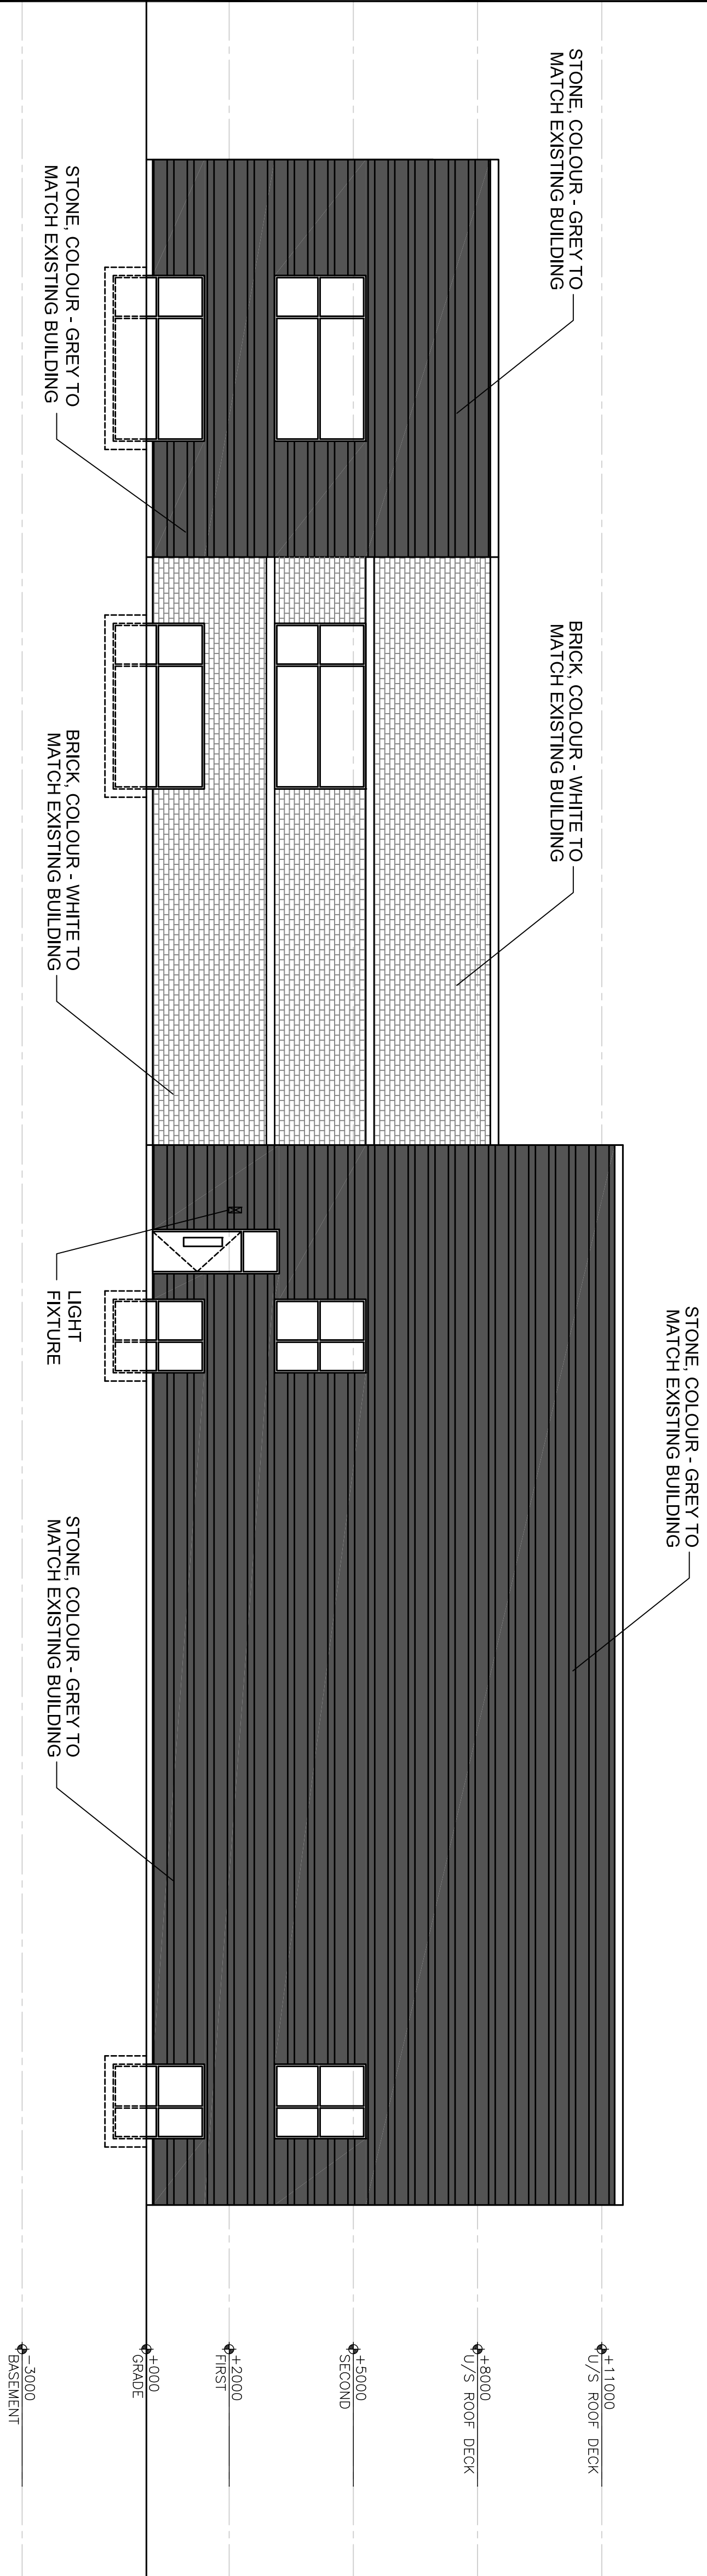 STONE, COLOUR - GREY TO
MATCH EXISTING BUILDING
STONE, COLOUR - GREY TO
MATCH EXISTING BUILDING
BRICK, COLOUR - WHITE TO
MATCH EXISTING BUILDING
+11000
U/S ROOF DECK
+8000
U/S ROOF DECK
+5000
SECOND
+2000
FIRST
+000
GRADE
-3000
BASEMENT
STONE, COLOUR - GREY TO
MATCH EXISTING BUILDING
BRICK, COLOUR - WHITE TO
MATCH EXISTING BUILDING
LIGHT
FIXTURE
STONE, COLOUR - GREY TO
MATCH EXISTING BUILDING